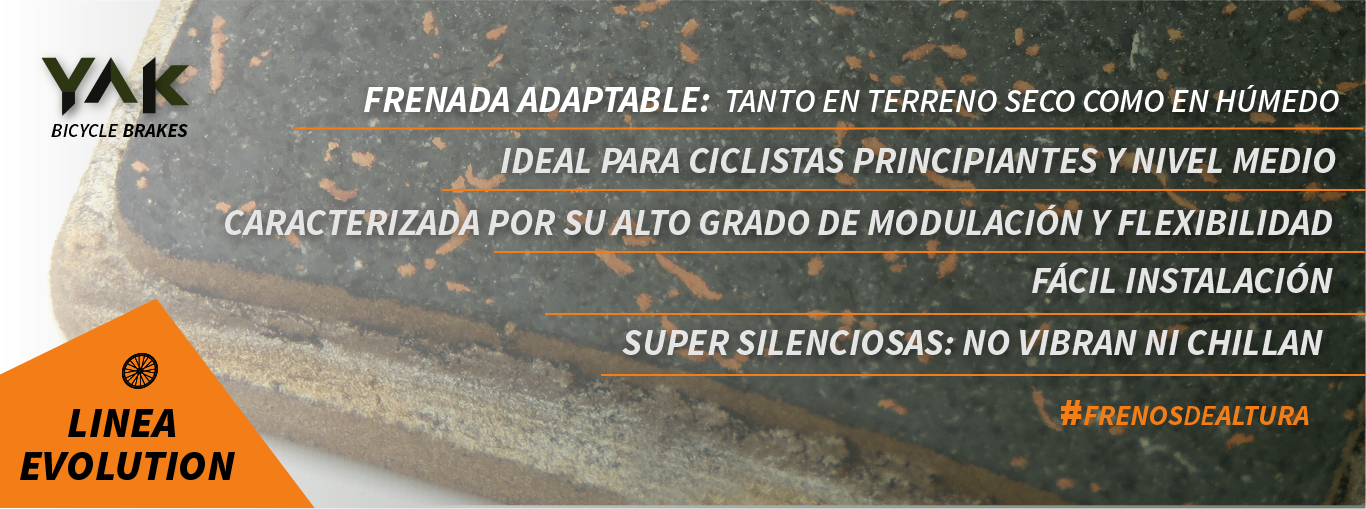 YAK
BICYCLE BRAKES
FRENADA ADAPTABLE: TANTO EN TERRENO SECO COMO EN HÚMEDO
IDEAL PARA CICLISTAS PRINCIPIANTES Y NIVEL MEDIO
CARACTERIZADA POR SU ALTO GRADO DE MODULACIÓN Y FLEXIBILIDAD
FÁCIL INSTALACIÓN
SUPER SILENCIOSAS: NO VIBRAN NI CHILLAN
#FRENOSDEALTURA
LINEA
EVOLUTION